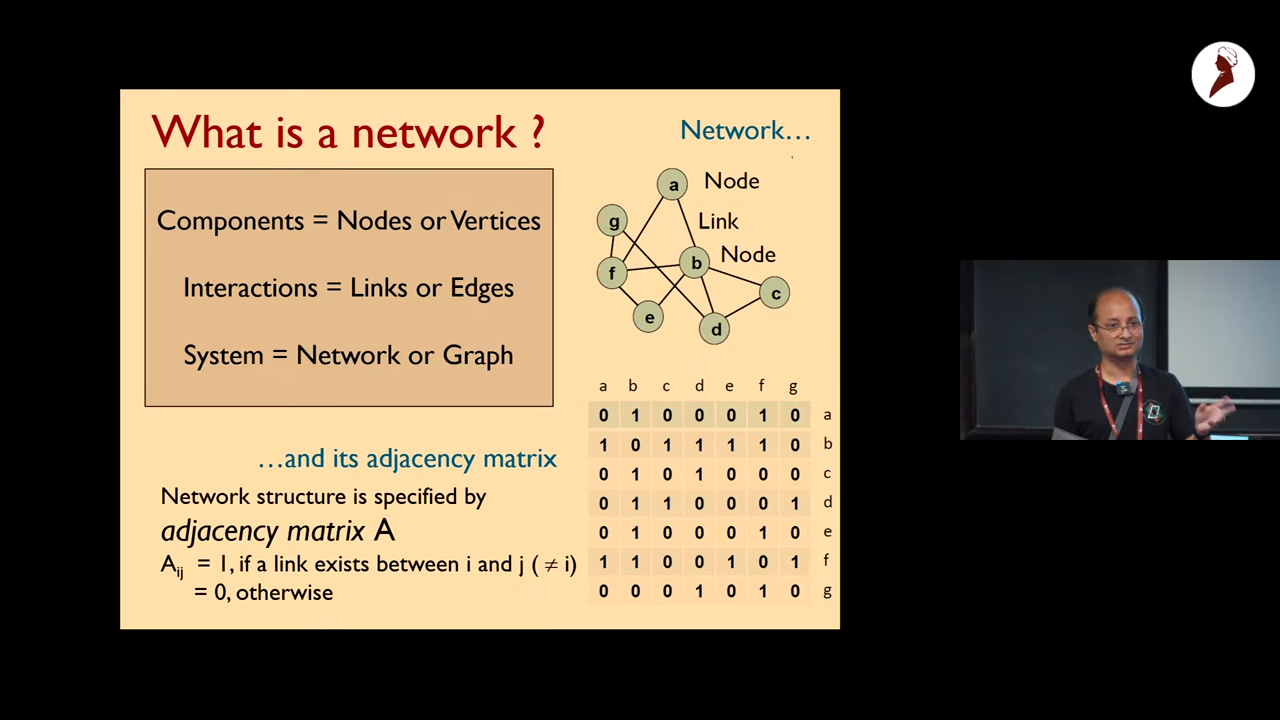 What is a network ?
Components = Nodes or Vertices
Interactions = Links or Edges
System = Network or Graph
Network…
a Node
g Link
b Node
f
c
e
d
…and its adjacency matrix
Network structure is specified by
adjacency matrix A
Aij = 1, if a link exists between i and j ( ≠ i)
= 0, otherwise
a b c d e f g
0 1 0 0 0 1 0 a
1 0 1 1 1 1 0 b
0 1 0 1 0 0 0 c
0 1 1 0 0 0 1 d
0 1 0 0 0 1 0 e
1 1 0 0 1 0 1 f
0 0 0 1 0 1 0 g